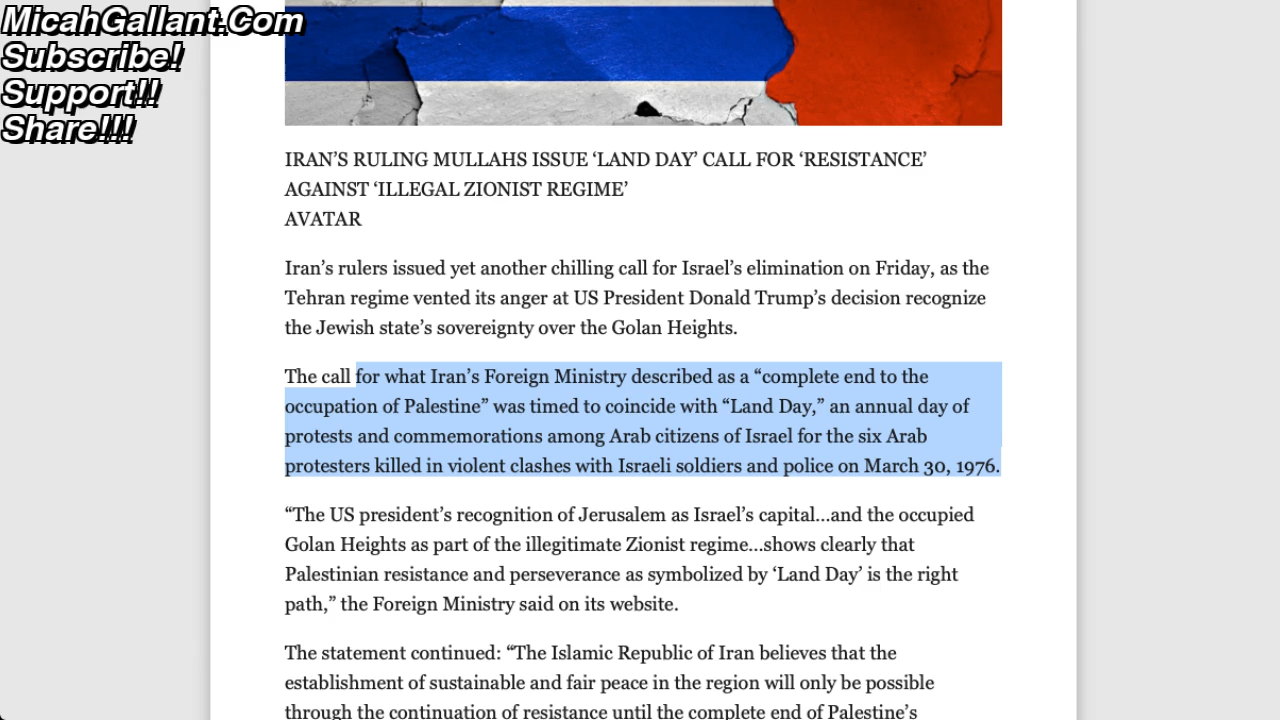 MicahGallant.Com
Subscribe!
Support!!
Share!!!
IRAN’S RULING MULLAHS ISSUE ‘LAND DAY’ CALL FOR ‘RESISTANCE’
AGAINST ‘ILLEGAL ZIONIST REGIME’
AVATAR
Iran’s rulers issued yet another chilling call for Israel’s elimination on Friday, as the
Tehran regime vented its anger at US President Donald Trump’s decision recognize
the Jewish state’s sovereignty over the Golan Heights.
The call for what Iran’s Foreign Ministry described as a “complete end to the
occupation of Palestine” was timed to coincide with “Land Day,” an annual day of
protests and commemorations among Arab citizens of Israel for the six Arab
protesters killed in violent clashes with Israeli soldiers and police on March 30, 1976.
“The US president’s recognition of Jerusalem as Israel’s capital…and the occupied
Golan Heights as part of the illegitimate Zionist regime…shows clearly that
Palestinian resistance and perseverance as symbolized by ‘Land Day’ is the right
path,” the Foreign Ministry said on its website.
The statement continued: “The Islamic Republic of Iran believes that the
establishment of sustainable and fair peace in the region will only be possible
through the continuation of resistance until the complete end of Palestine’s